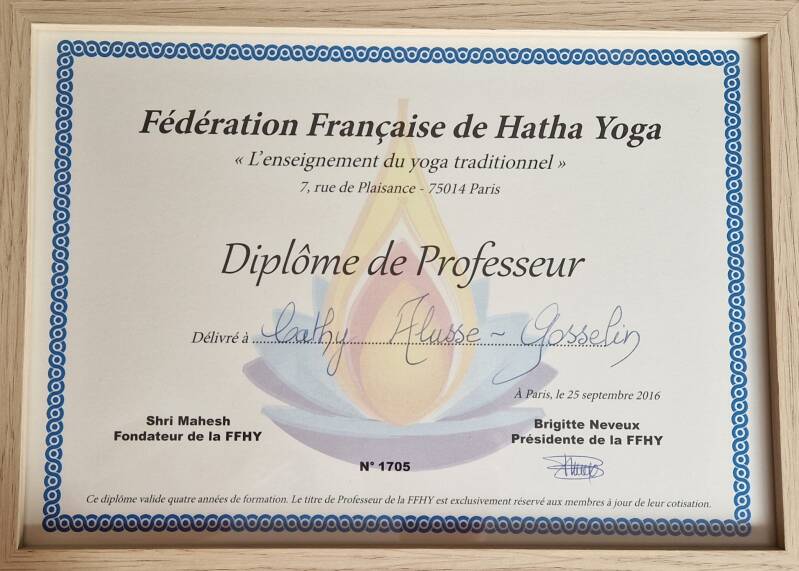 Fédération Française de Hatha Yoga
« L'enseignement du yoga traditionnel »
7, rue de Plaisance - 75014 Paris
Diplôme de Professeur
Délivré à Cathy Alusse - Gosselin
À Paris, le 25 septembre 2016
Shri Mahesh
Fondateur de la FFHY
Brigitte Neveux
Présidente de la FFHY
N° 1705
Ce diplôme valide quatre années de formation. Le titre de Professeur de la FFHY est exclusivement réservé aux membres à jour de leur cotisation.